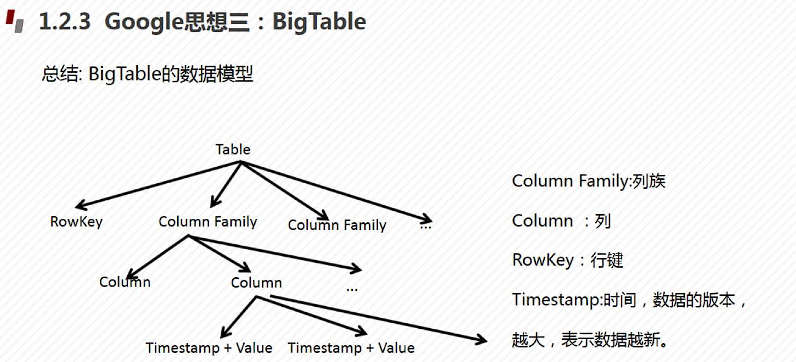 1.2.3 Google思想三：BigTable
总结: BigTable的数据模型
Table
RowKey
Column Family
Column Family
...
Column
Column
...
Timestamp + Value
Timestamp + Value
Column Family:列族
Column ：列
RowKey：行键
Timestamp:时间，数据的版本，
越大，表示数据越新。